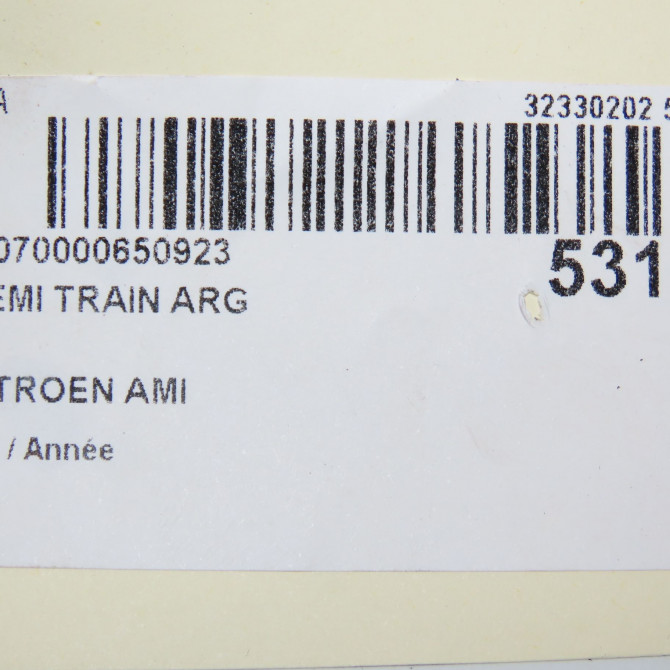 A 32330202 5
070000650923
531
EMI TRAIN ARG
TROEN AMI
/ Année